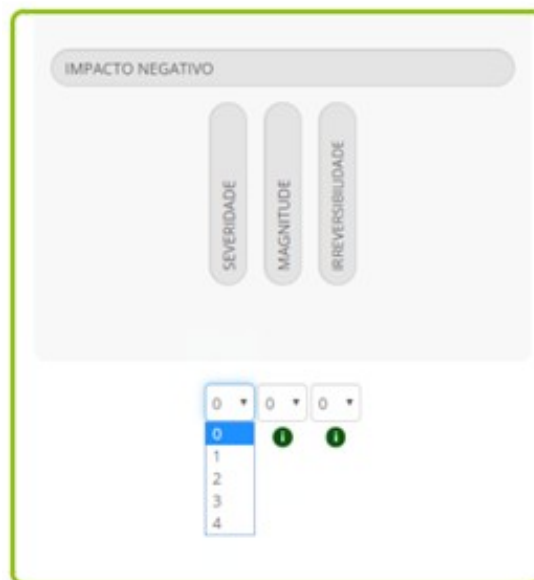 IMPACTO NEGATIVO
SEVERIDADE
MAGNITUDE
IRREVERSIBILIDADE
0 0 0
0
1
2
3
4